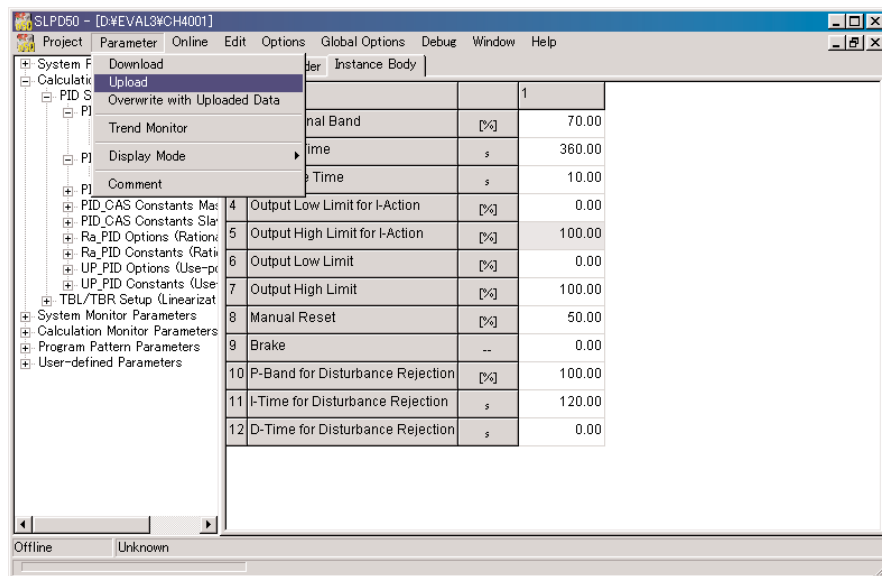 SLPD50 - [D:¥EVAL3¥CH4001]
Project Parameter Online Edit Options Global Options Debug Window Help
Download
Upload
Overwrite with Uploaded Data
Trend Monitor
Display Mode
Comment
System F
Calculatio
PID S
PI
PI
PI
PID_CAS Constants Mas
PID_CAS Constants Slav
Ra_PID Options (Rationa
Ra_PID Constants (Ratio
UP_PID Options (Use-po
UP_PID Constants (Use-
TBL/TBR Setup (Linearizat
System Monitor Parameters
Calculation Monitor Parameters
Program Pattern Parameters
User-defined Parameters
der Instance Body
1
nal Band [%] 70.00
ime s 360.00
e Time s 10.00
4 Output Low Limit for I-Action [%] 0.00
5 Output High Limit for I-Action [%] 100.00
6 Output Low Limit [%] 0.00
7 Output High Limit [%] 100.00
8 Manual Reset [%] 50.00
9 Brake -- 0.00
10 P-Band for Disturbance Rejection [%] 100.00
11 I-Time for Disturbance Rejection s 120.00
12 D-Time for Disturbance Rejection s 0.00
Offline Unknown